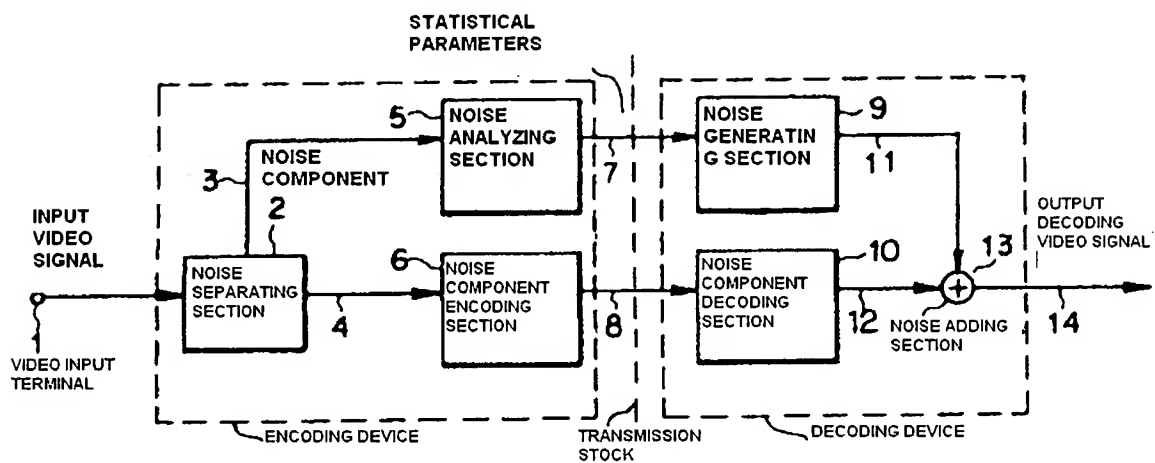 STATISTICAL
PARAMETERS
5
NOISE
ANALYZING
SECTION
7
9
NOISE
GENERATIN
G SECTION
11
3
NOISE
COMPONENT
INPUT
VIDEO
SIGNAL
2
NOISE
SEPARATING
SECTION
4
6
NOISE
COMPONENT
ENCODING
SECTION
8
10
NOISE
COMPONENT
DECODING
SECTION
12
13
NOISE ADDING
SECTION
OUTPUT
DECODING
VIDEO SIGNAL
14
1
VIDEO INPUT
TERMINAL
ENCODING DEVICE
TRANSMISSION
STOCK
DECODING DEVICE